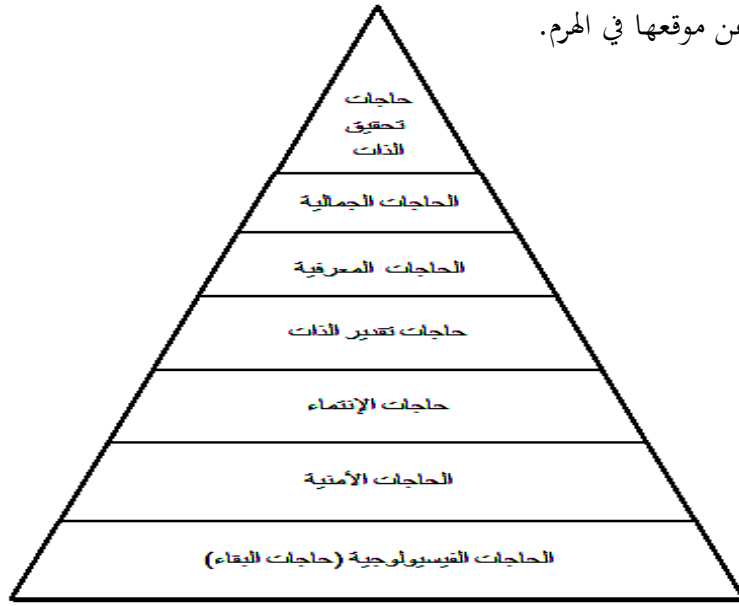 عن موقعها في الهرم.
حاجات
تحقيق
الذات
الحاجات الجمالية
الحاجات المعرفية
حاجات تقدير الذات
حاجات الإنتماء
الحاجات الأمنية
الحاجات الفيسيولوجية (حاجات البقاء)